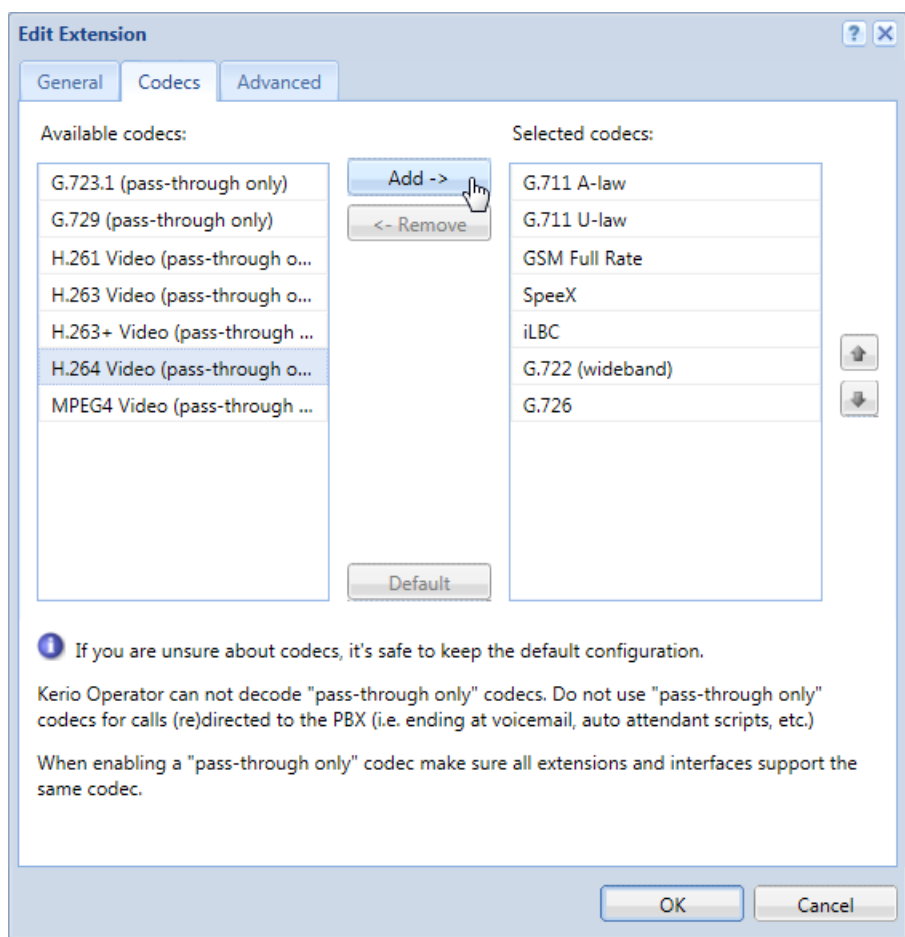 Edit Extension
?
General Codecs Advanced
Available codecs:
G.723.1 (pass-through only)
G.729 (pass-through only)
H.261 Video (pass-through o...
H.263 Video (pass-through o...
H.263+ Video (pass-through ...
H.264 Video (pass-through o...
MPEG4 Video (pass-through ...
Add ->
<- Remove
Default
Selected codecs:
G.711 A-law
G.711 U-law
GSM Full Rate
SpeeX
iLBC
G.722 (wideband)
G.726
If you are unsure about codecs, it's safe to keep the default configuration.
Kerio Operator can not decode "pass-through only" codecs. Do not use "pass-through only"
codecs for calls (re)directed to the PBX (i.e. ending at voicemail, auto attendant scripts, etc.)
When enabling a "pass-through only" codec make sure all extensions and interfaces support the
same codec.
OK Cancel